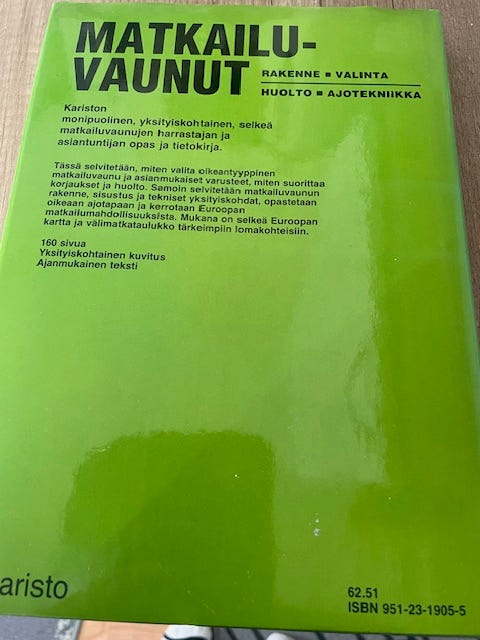 MATKAILU-
VAUNUT
RAKENNE ▪ VALINTA
HUOLTO ▪ AJOTEKNIIKKA
Kariston
monipuolinen, yksityiskohtainen, selkeä
matkailuvaunujen harrastajan ja
asiantuntijan opas ja tietokirja.
Tässä selvitetään, miten valita oikeantyyppinen
matkailuvaunu ja asianmukaiset varusteet, miten suorittaa
korjaukset ja huolto. Samoin selvitetään matkailuvaunun
rakenne, sisustus ja tekniset yksityiskohdat, opastetaan
oikeaan ajotapaan ja kerrotaan Euroopan
matkailumahdollisuuksista. Mukana on selkeä Euroopan
kartta ja välimatkataulukko tärkeimpiin lomakohteisiin.
160 sivua
Yksityiskohtainen kuvitus
Ajanmukainen teksti
aristo
62.51
ISBN 951-23-1905-5